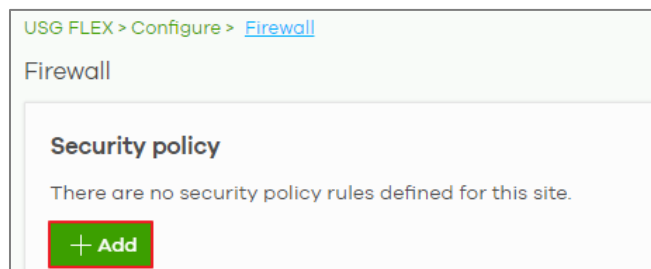 USG FLEX > Configure > Firewall
Firewall
Security policy
There are no security policy rules defined for this site.
+ Add